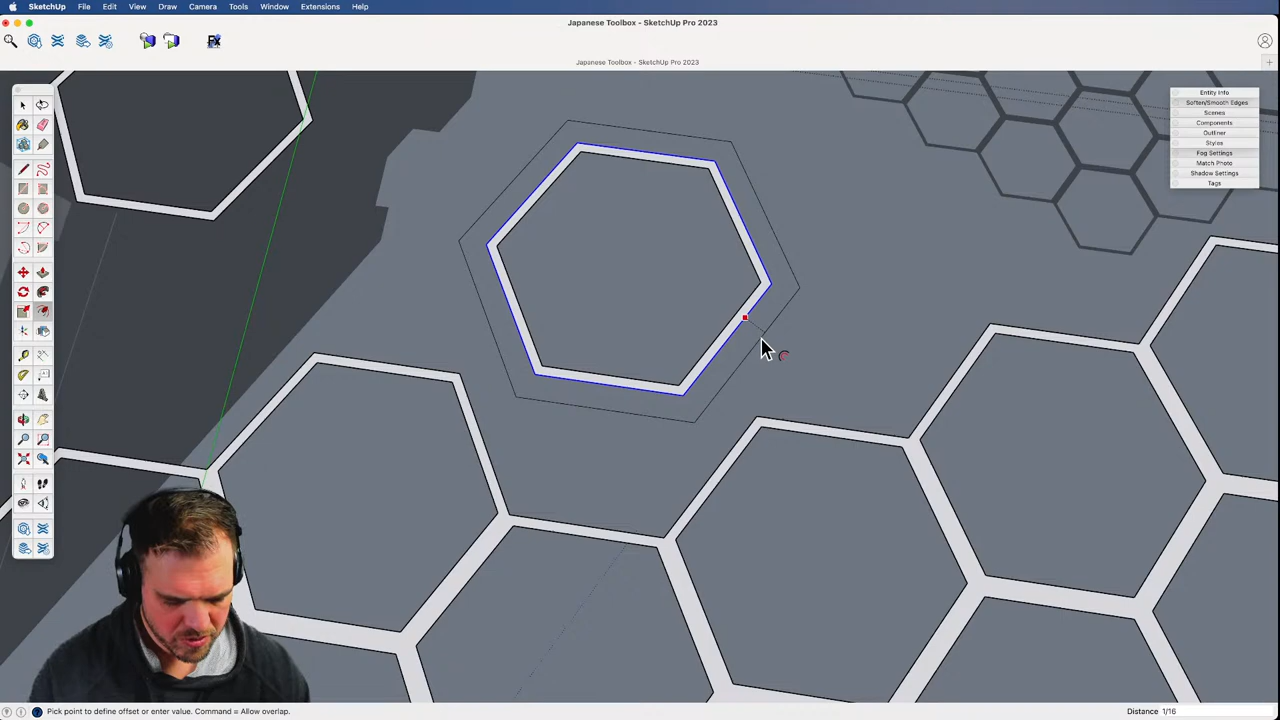 SketchUp File Edit View Draw Camera Tools Window Extensions Help
Japanese Toolbox - SketchUp Pro 2023
Japanese Toolbox - SketchUp Pro 2023
Entity Info
Soften/Smooth Edges
Scenes
Components
Outliner
Styles
Fog Settings
Match Photo
Shadow Settings
Tags
Pick point to define offset or enter value. Command = Allow overlap.
Distance 1/16